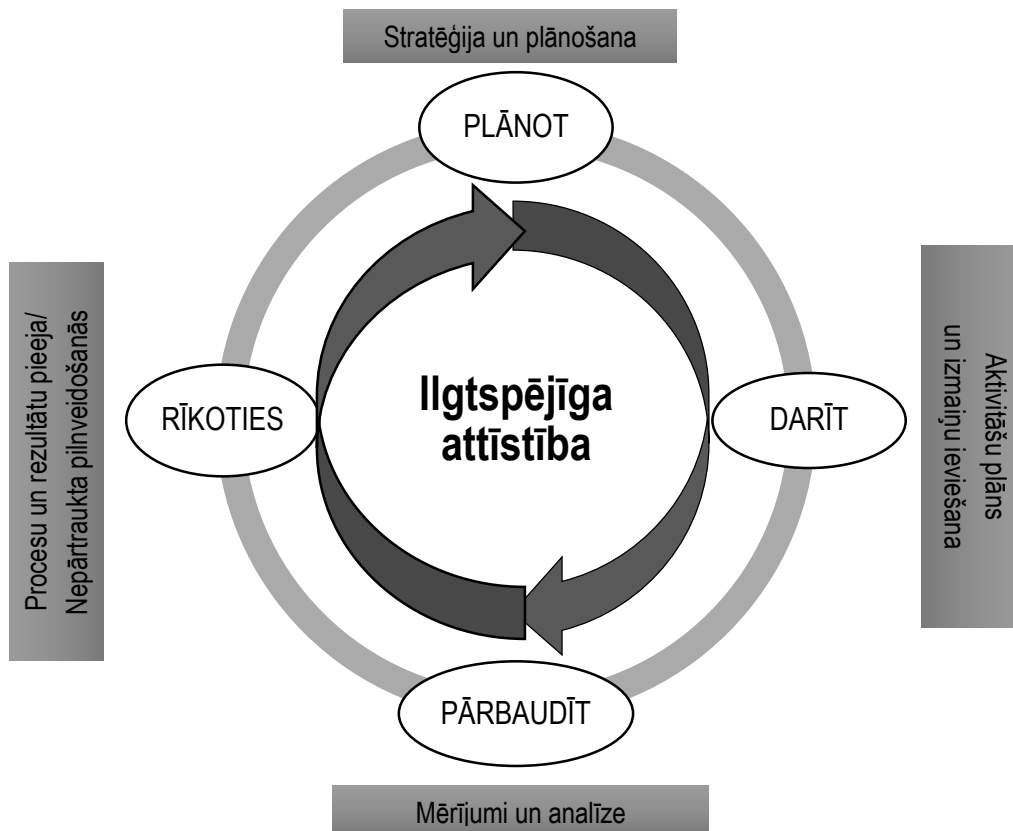 Stratēģija un plānošana
PLĀNOT
Procesu un rezultātu pieeja/
Nepārtraukta pilnveidošanās
RĪKOTIES
Ilgtspējīga
attīstība
DARĪT
Aktivitāšu plāns
un izmaiņu ieviešana
PĀRBAUDĪT
Mērījumi un analīze